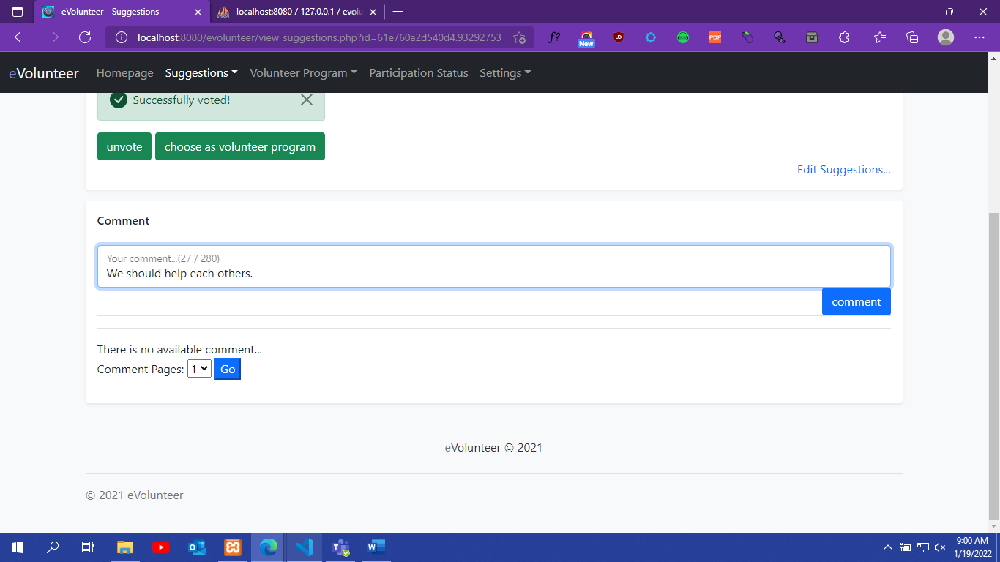 eVolunteer - Suggestions
localhost:8080 / 127.0.0.1 / evolu
localhost:8080/evolunteer/view_suggestions.php?id=61e760a2d540d4.93292753
f?
New
UD
PDF
eVolunteer Homepage Suggestions Volunteer Program Participation Status Settings
Successfully voted!
unvote choose as volunteer program
Edit Suggestions...
Comment
Your comment...(27 / 280)
We should help each others.
comment
There is no available comment...
Comment Pages: 1 Go
eVolunteer © 2021
© 2021 eVolunteer
9:00 AM
1/19/2022